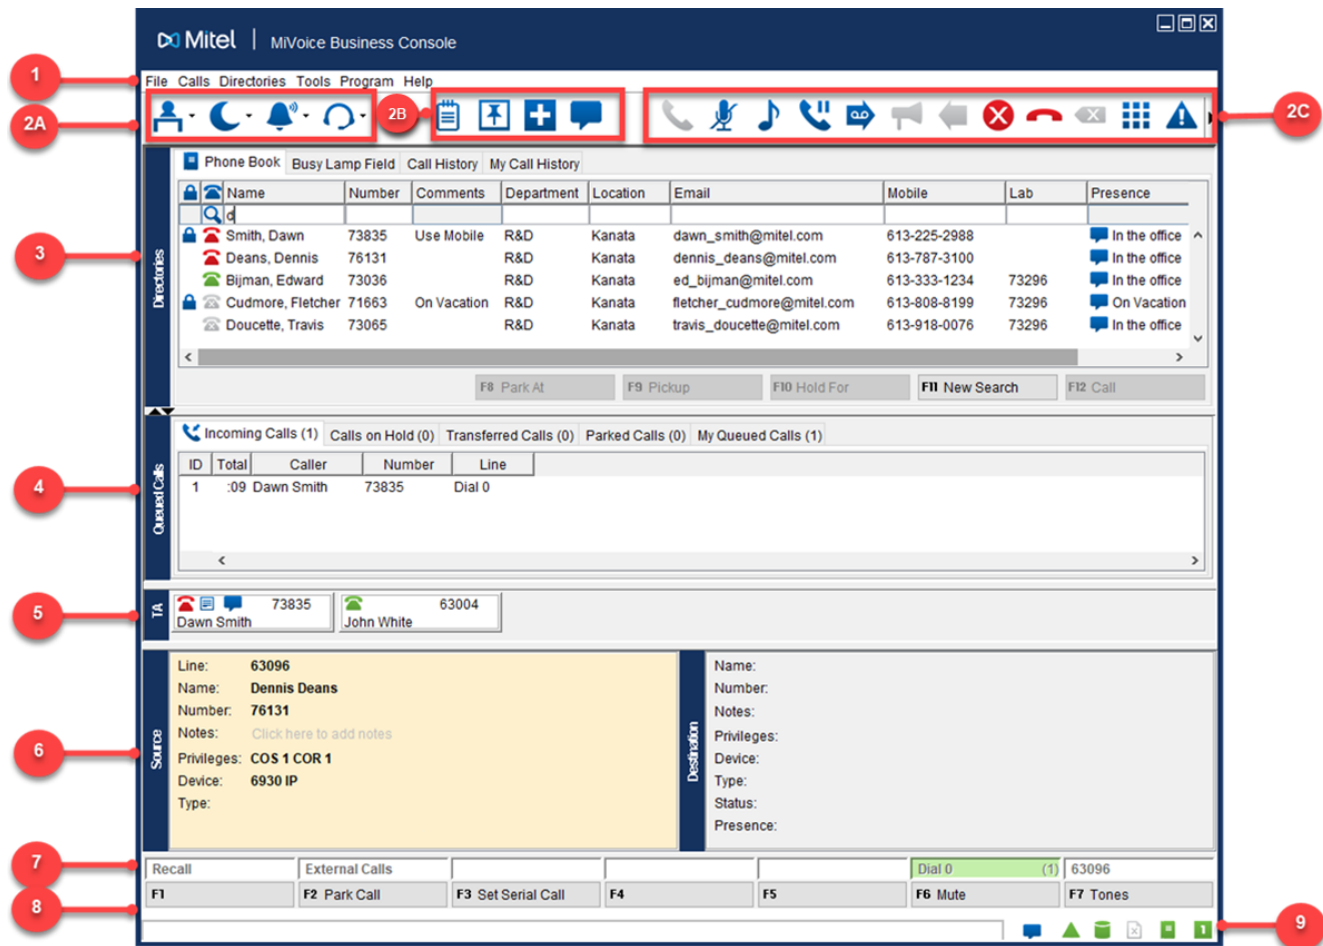 Mitel | MiVoice Business Console
1
File Calls Directories Tools Program Help
2A
2B
2C
Phone Book Busy Lamp Field Call History My Call History
Name Number Comments Department Location Email Mobile Lab Presence
d
3
Directories
Smith, Dawn 73835 Use Mobile R&D Kanata dawn_smith@mitel.com 613-225-2988 In the office
Deans, Dennis 76131 R&D Kanata dennis_deans@mitel.com 613-787-3100 In the office
Bijman, Edward 73036 R&D Kanata ed_bijman@mitel.com 613-333-1234 73296 In the office
Cudmore, Fletcher 71663 On Vacation R&D Kanata fletcher_cudmore@mitel.com 613-808-8199 73296 On Vacation
Doucette, Travis 73065 R&D Kanata travis_doucette@mitel.com 613-918-0076 73296 In the office
F8 Park At F9 Pickup F10 Hold For F11 New Search F12 Call
4
Queued Calls
Incoming Calls (1) Calls on Hold (0) Transferred Calls (0) Parked Calls (0) My Queued Calls (1)
ID Total Caller Number Line
1 :09 Dawn Smith 73835 Dial 0
5
TA
73835 63004
Dawn Smith John White
6
Source
Line: 63096
Name: Dennis Deans
Number: 76131
Notes: Click here to add notes
Privileges: COS 1 COR 1
Device: 6930 IP
Type:
Destination
Name:
Number:
Notes:
Privileges:
Device:
Type:
Status:
Presence:
7
Recall External Calls Dial 0 (1) 63096
8
F1 F2 Park Call F3 Set Serial Call F4 F5 F6 Mute F7 Tones
1
9